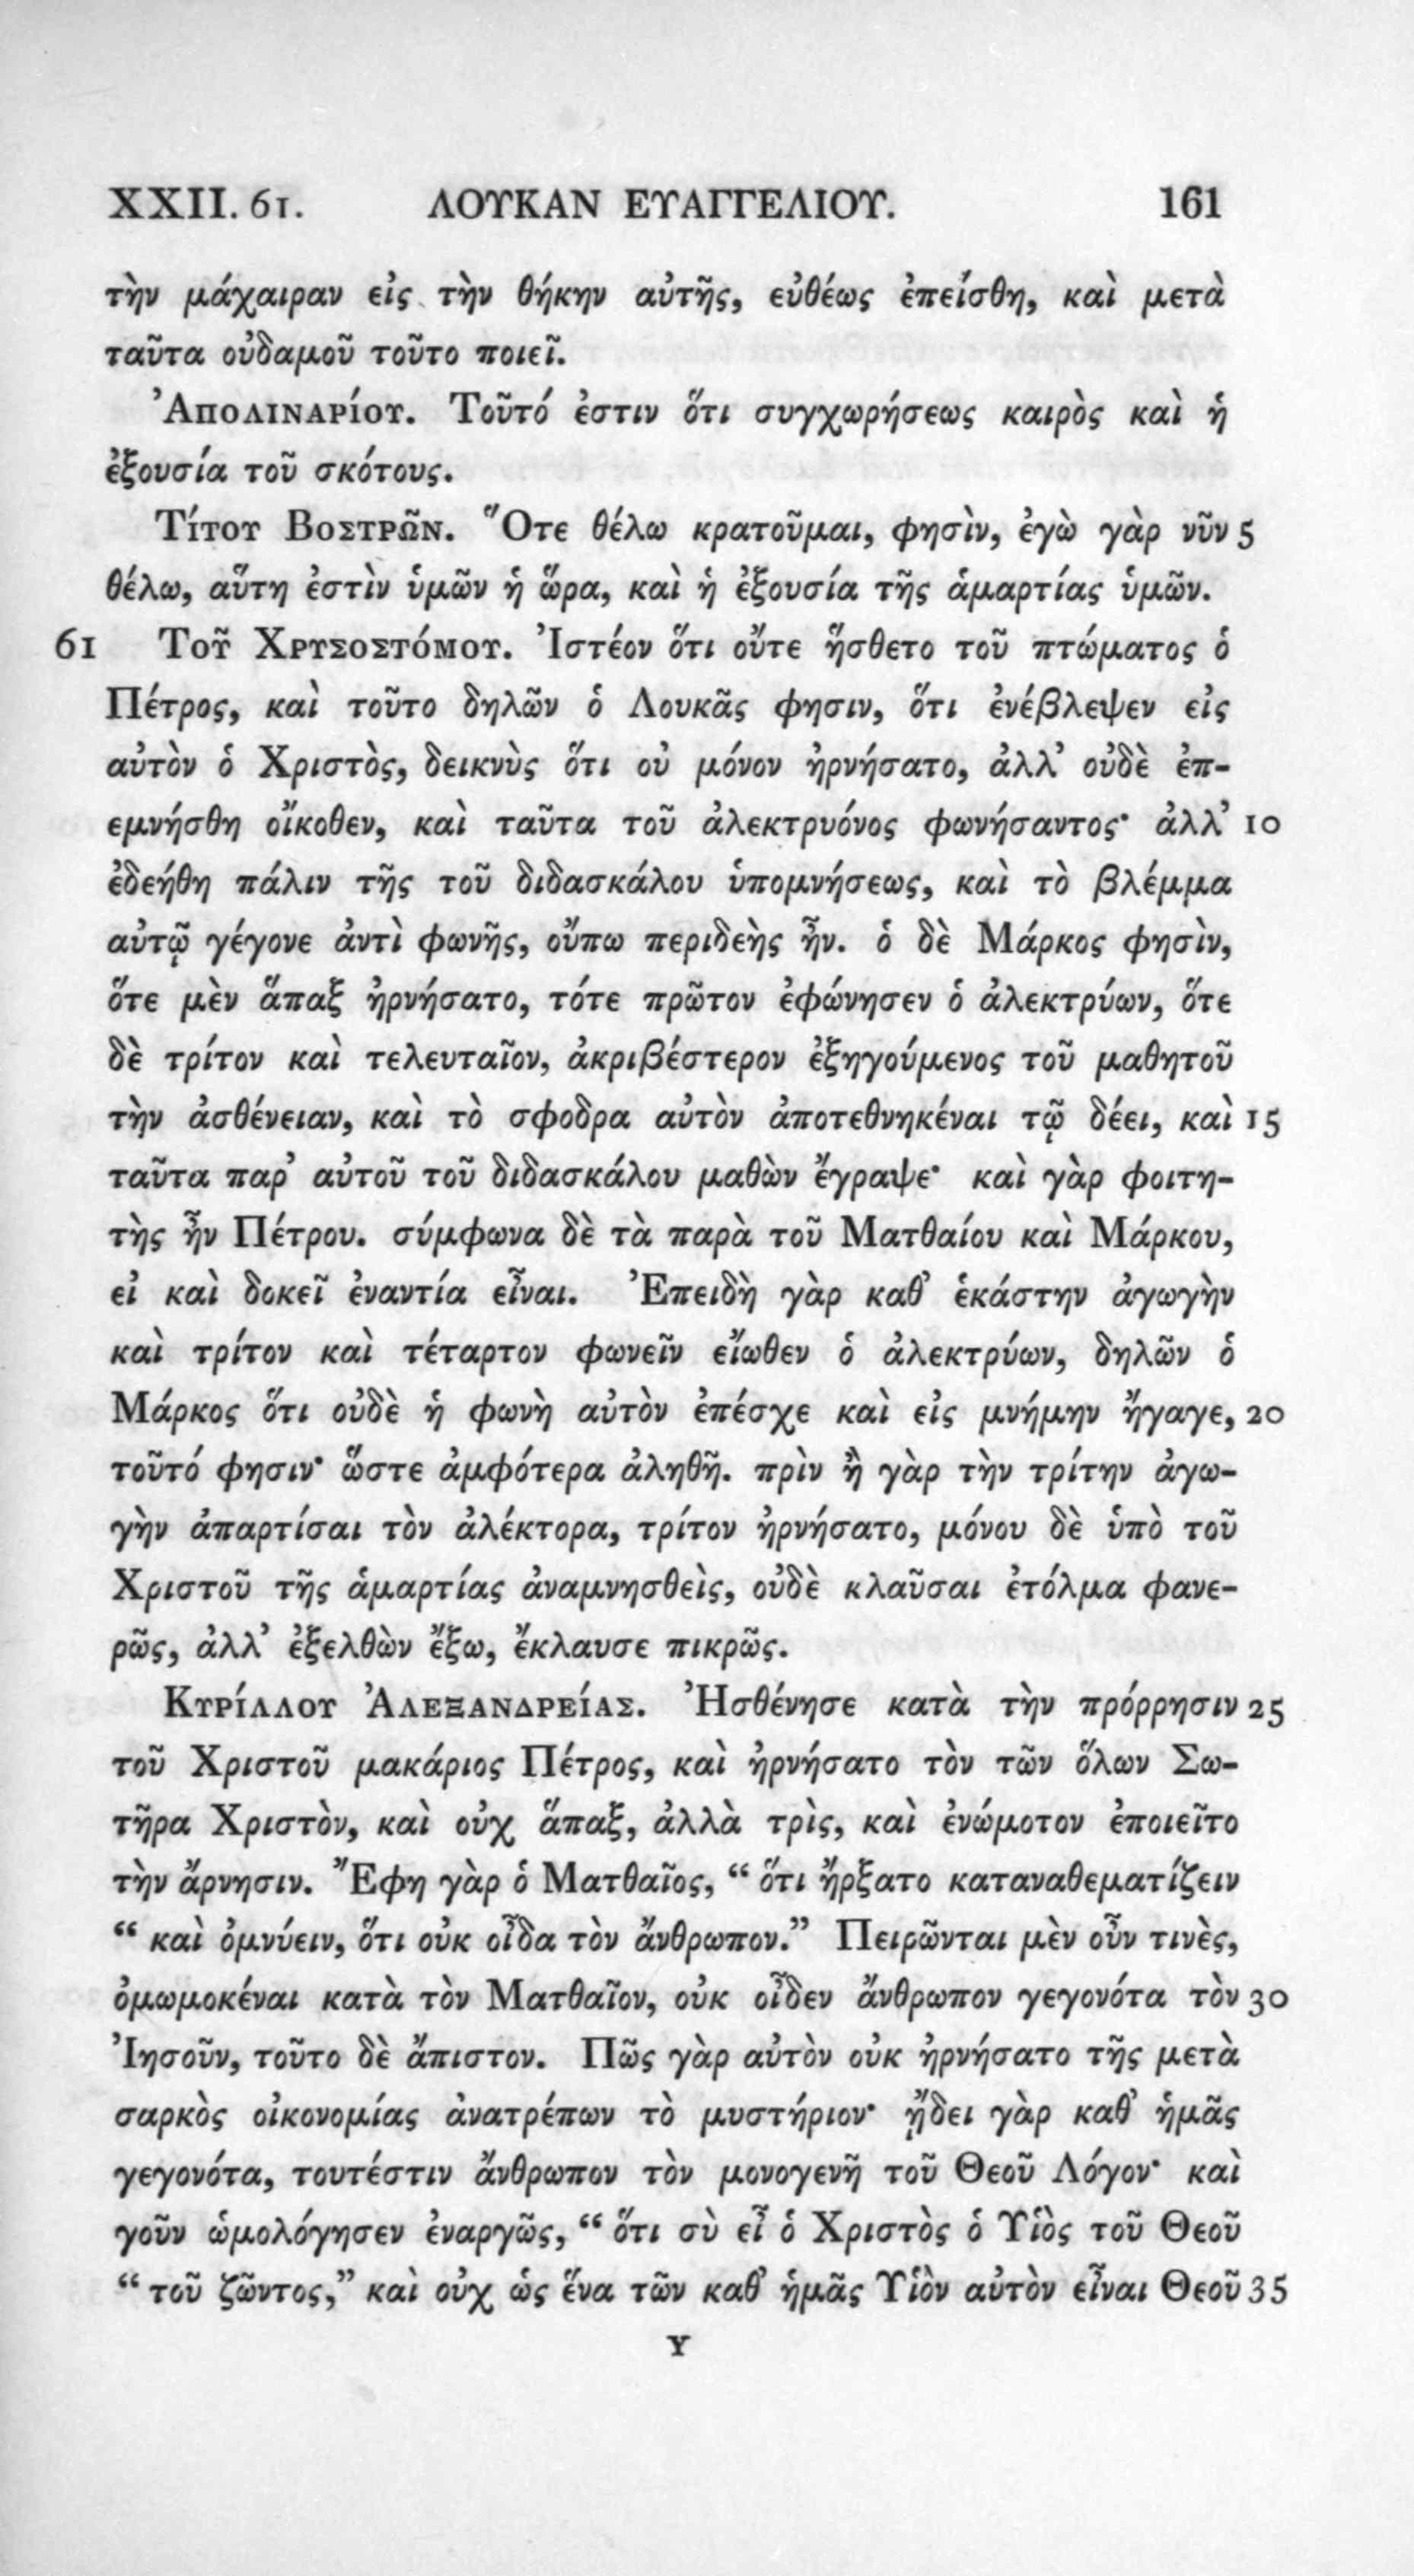 XXII. 61. ΛΟΥΚΑΝ ΕΥΑΓΓΕΛΙΟΥ. 161
τὴν μάχαιραν εἰς τὴν θήκην αὐτῆς, εὐθέως ἐπείσθη, καὶ μετὰ
ταῦτα οὐδαμοῦ τοῦτο ποιεῖ.
Ἀπολιναρίου. Τοῦτό ἐστιν ὅτι συγχωρήσεως καιρὸς καὶ ἡ
ἐξουσία τοῦ σκότους.
Τίτου Βοστρῶν. Ὅτε θέλω κρατοῦμαι, φησὶν, ἐγὼ γὰρ νῦν 5
θέλω, αὕτη ἐστὶν ὑμῶν ἡ ὥρα, καὶ ἡ ἐξουσία τῆς ἁμαρτίας ὑμῶν.
61 Τοῦ Χρυσοστόμου. Ἰστέον ὅτι οὔτε ᾔσθετο τοῦ πτώματος ὁ
Πέτρος, καὶ τοῦτο δηλῶν ὁ Λουκᾶς φησιν, ὅτι ἐνέβλεψεν εἰς
αὐτὸν ὁ Χριστὸς, δεικνὺς ὅτι οὐ μόνον ἠρνήσατο, ἀλλ’ οὐδὲ ἐπ-
εμνήσθη οἴκοθεν, καὶ ταῦτα τοῦ ἀλεκτρυόνος φωνήσαντος· ἀλλ’ 10
ἐδεήθη πάλιν τῆς τοῦ διδασκάλου ὑπομνήσεως, καὶ τὸ βλέμμα
αὐτῷ γέγονε ἀντὶ φωνῆς, οὔπω περιδεὴς ἦν. ὁ δὲ Μάρκος φησὶν,
ὅτε μὲν ἅπαξ ἠρνήσατο, τότε πρῶτον ἐφώνησεν ὁ ἀλεκτρύων, ὅτε
δὲ τρίτον καὶ τελευταῖον, ἀκριβέστερον ἐξηγούμενος τοῦ μαθητοῦ
τὴν ἀσθένειαν, καὶ τὸ σφοδρα αὐτὸν ἀποτεθνηκέναι τῷ δέει, καὶ 15
ταῦτα παρ’ αὐτοῦ τοῦ διδασκάλου μαθὼν ἔγραψε· καὶ γὰρ φοιτη-
τὴς ἦν Πέτρου. σύμφωνα δὲ τὰ παρὰ τοῦ Ματθαίου καὶ Μάρκου,
εἰ καὶ δοκεῖ ἐναντία εἶναι. Ἐπειδὴ γὰρ καθ’ ἑκάστην ἀγωγὴν
καὶ τρίτον καὶ τέταρτον φωνεῖν εἴωθεν ὁ ἀλεκτρύων, δηλῶν ὁ
Μάρκος ὅτι οὐδὲ ἡ φωνὴ αὐτὸν ἐπέσχε καὶ εἰς μνήμην ἤγαγε, 20
τοῦτό φησιν· ὥστε ἀμφότερα ἀληθῆ. πρὶν ἢ γὰρ τὴν τρίτην ἀγω-
γὴν ἀπαρτίσαι τὸν ἀλέκτορα, τρίτον ἠρνήσατο, μόνου δὲ ὑπὸ τοῦ
Χριστοῦ τῆς ἁμαρτίας ἀναμνησθεὶς, οὐδὲ κλαῦσαι ἐτόλμα φανε-
ρῶς, ἀλλ’ ἐξελθὼν ἔξω, ἔκλαυσε πικρῶς.
Κυρίλλου Ἀλεξανδρείας. Ἠσθένησε κατὰ τὴν πρόρρησιν 25
τοῦ Χριστοῦ μακάριος Πέτρος, καὶ ἠρνήσατο τὸν τῶν ὅλων Σω-
τῆρα Χριστὸν, καὶ οὐχ ἅπαξ, ἀλλὰ τρὶς, καὶ ἐνώμοτον ἐποιεῖτο
τὴν ἄρνησιν. Ἔφη γὰρ ὁ Ματθαῖος, “ ὅτι ἤρξατο καταναθεματίζειν
“ καὶ ὀμνύειν, ὅτι οὐκ οἶδα τὸν ἄνθρωπον.” Πειρῶνται μὲν οὖν τινὲς,
ὀμωμοκέναι κατὰ τὸν Ματθαῖον, οὐκ οἶδεν ἄνθρωπον γεγονότα τὸν 30
Ἰησοῦν, τοῦτο δὲ ἄπιστον. Πῶς γὰρ αὐτὸν οὐκ ἠρνήσατο τῆς μετὰ
σαρκὸς οἰκονομίας ἀνατρέπων τὸ μυστήριον· ᾔδει γὰρ καθ’ ἡμᾶς
γεγονότα, τουτέστιν ἄνθρωπον τὸν μονογενῆ τοῦ Θεοῦ Λόγον· καὶ
γοῦν ὡμολόγησεν ἐναργῶς, “ ὅτι σὺ εἶ ὁ Χριστὸς ὁ Υἱὸς τοῦ Θεοῦ
“ τοῦ ζῶντος,” καὶ οὐχ ὡς ἕνα τῶν καθ’ ἡμᾶς Υἱὸν αὐτὸν εἶναι Θεοῦ 35
Y